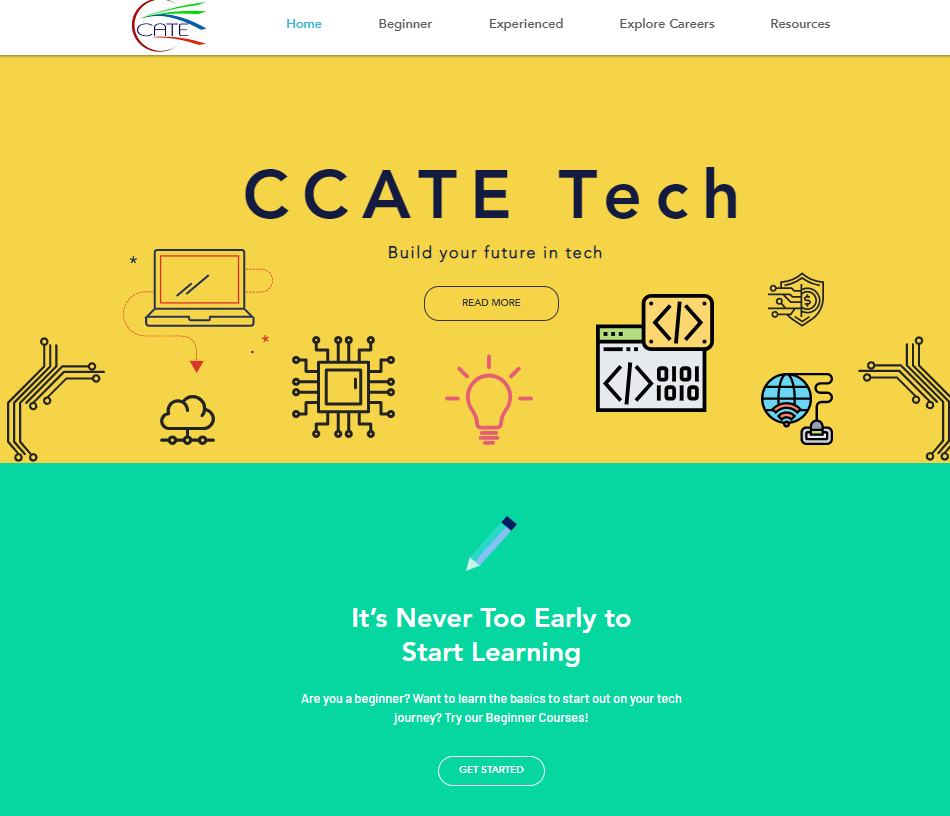 CCATE
Home Beginner Experienced Explore Careers Resources
CCATE Tech
Build your future in tech
READ MORE
</>
$
</> 0101
1010
It's Never Too Early to
Start Learning
Are you a beginner? Want to learn the basics to start out on your tech
journey? Try our Beginner Courses!
GET STARTED